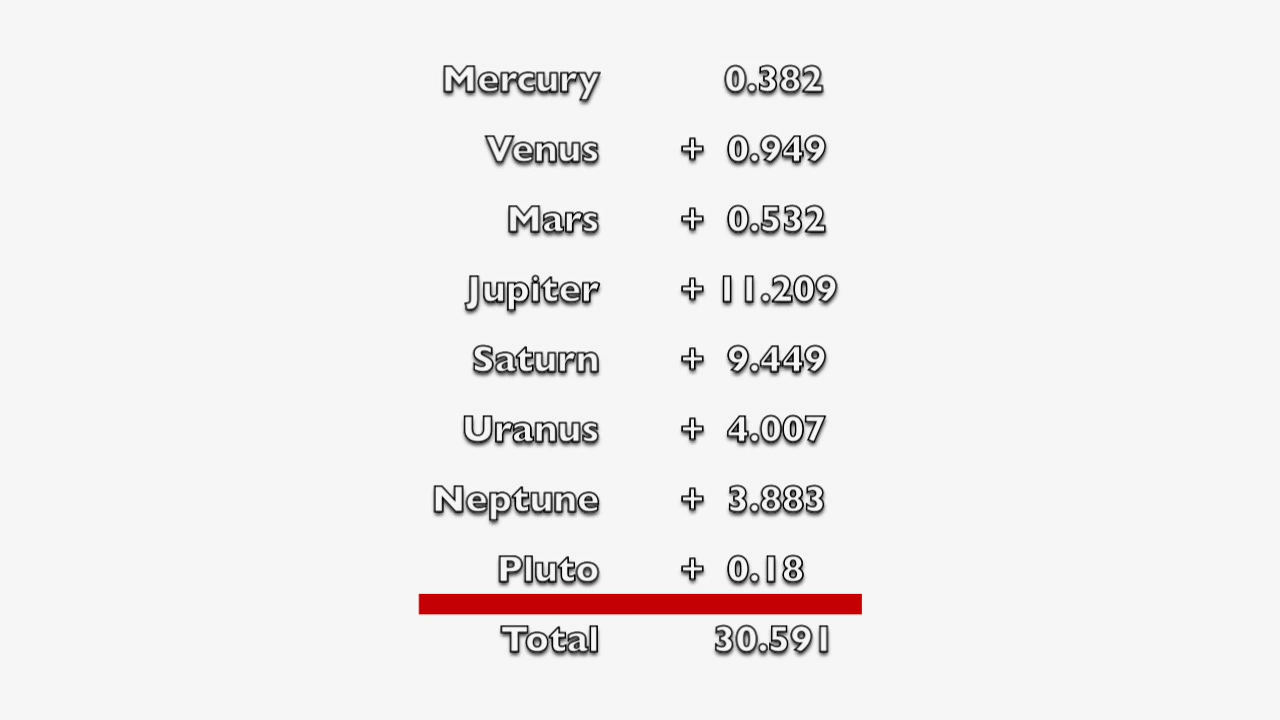 Mercury 0.382
Venus + 0.949
Mars + 0.532
Jupiter + 11.209
Saturn + 9.449
Uranus + 4.007
Neptune + 3.883
Pluto + 0.18
Total 30.591